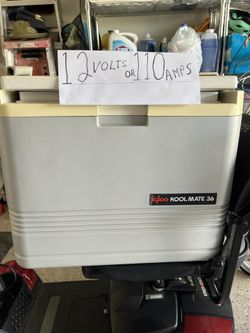 12 VOLTS OR 110 AMPS
igloo KOOL MATE 36